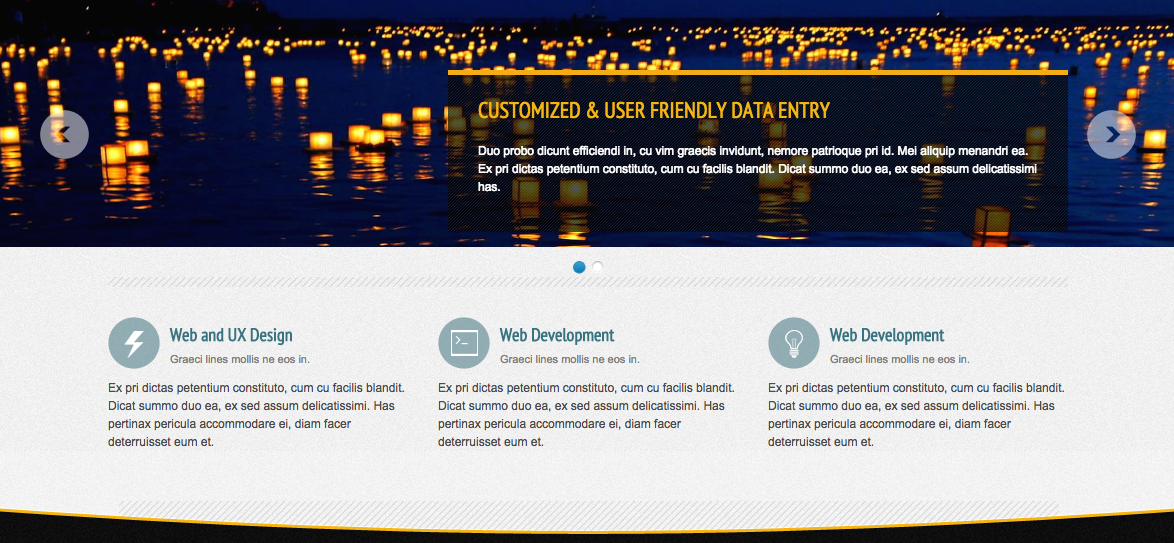 CUSTOMIZED & USER FRIENDLY DATA ENTRY
Duo probo dicunt efficiendi in, cu vim graecis invidunt, nemore patrioque pri id. Mei aliquip menandri ea.
Ex pri dictas petentium constituto, cum cu facilis blandit. Dicat summo duo ea, ex sed assum delicatissimi
has.
Web and UX Design
Graeci lines mollis ne eos in.
Ex pri dictas petentium constituto, cum cu facilis blandit.
Dicat summo duo ea, ex sed assum delicatissimi. Has
pertinax pericula accommodare ei, diam facer
deterruisset eum et.
Web Development
Graeci lines mollis ne eos in.
Ex pri dictas petentium constituto, cum cu facilis blandit.
Dicat summo duo ea, ex sed assum delicatissimi. Has
pertinax pericula accommodare ei, diam facer
deterruisset eum et.
Web Development
Graeci lines mollis ne eos in.
Ex pri dictas petentium constituto, cum cu facilis blandit.
Dicat summo duo ea, ex sed assum delicatissimi. Has
pertinax pericula accommodare ei, diam facer
deterruisset eum et.